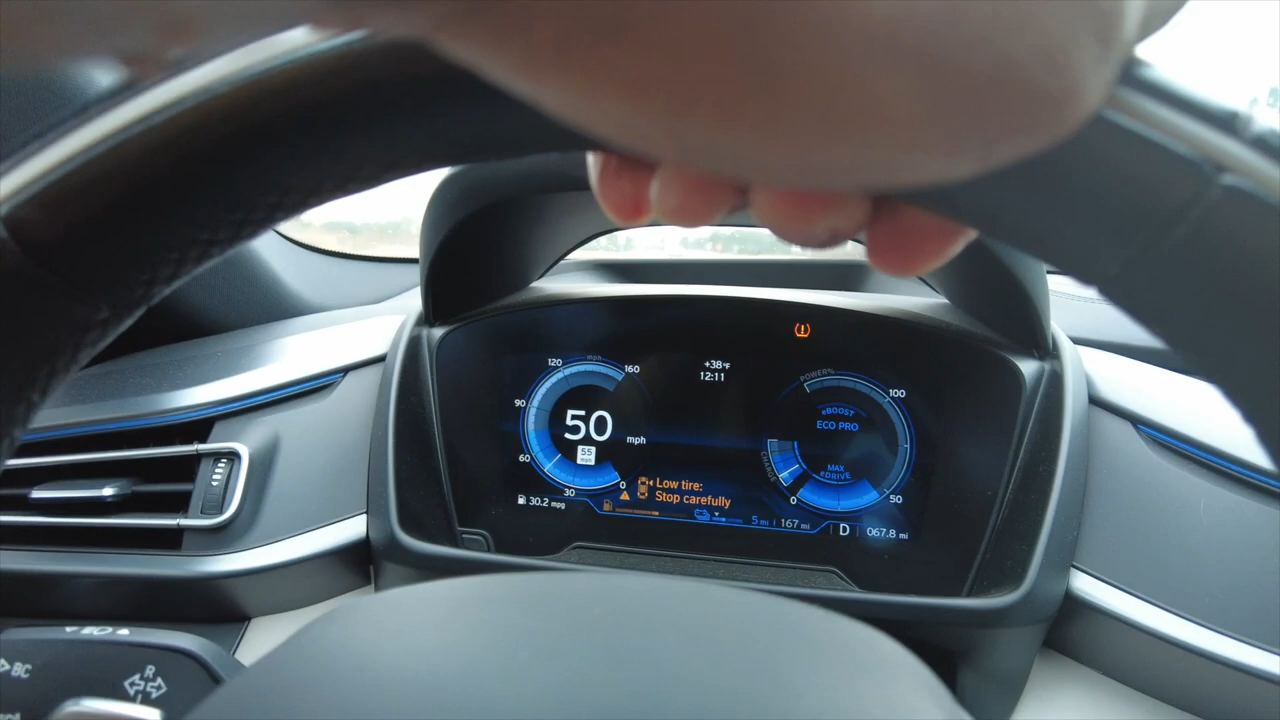 mph
120
160
90
60
30
0
50
mph
55
mph
+38°F
12:11
POWER%
100
eBOOST
ECO PRO
MAX
eDRIVE
CHARGE
0
50
Low tire:
Stop carefully
30.2 mpg
5 mi
167 mi
D
067.8 mi
BC
R